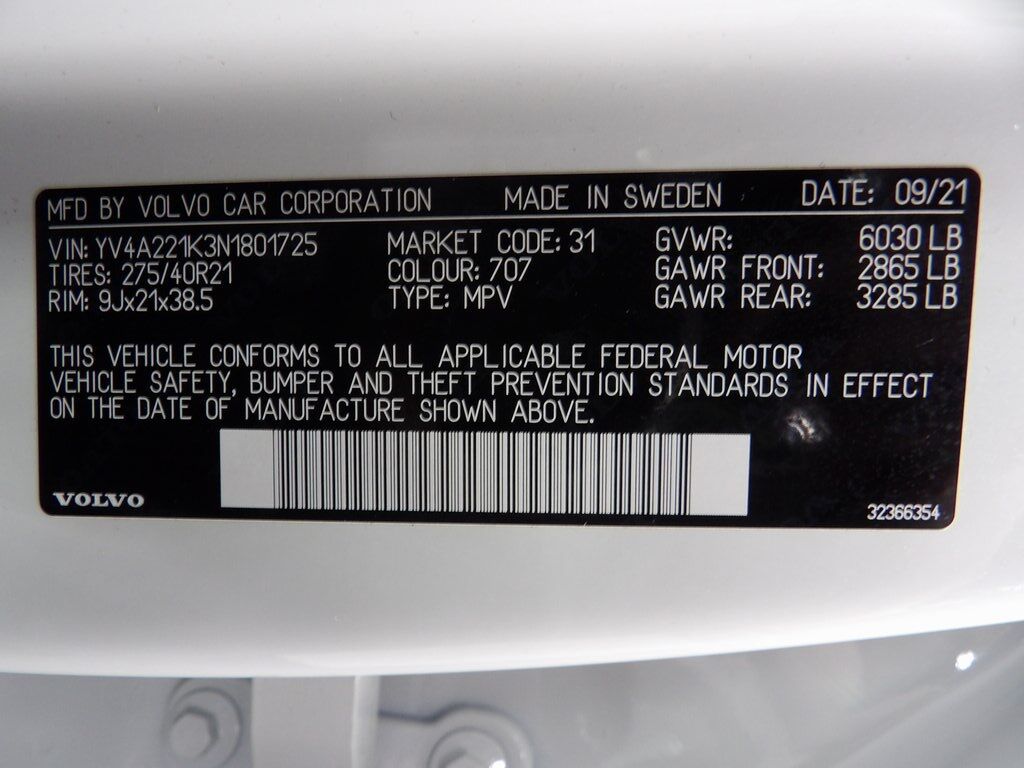 MFD BY VOLVO CAR CORPORATION MADE IN SWEDEN DATE: 09/21
VIN: YV4A221K3N1801725 MARKET CODE: 31 GVWR: 6030 LB
TIRES: 275/40R21 COLOUR: 707 GAWR FRONT: 2865 LB
RIM: 9Jx21x38.5 TYPE: MPV GAWR REAR: 3285 LB
THIS VEHICLE CONFORMS TO ALL APPLICABLE FEDERAL MOTOR
VEHICLE SAFETY, BUMPER AND THEFT PREVENTION STANDARDS IN EFFECT
ON THE DATE OF MANUFACTURE SHOWN ABOVE.
VOLVO 32366354